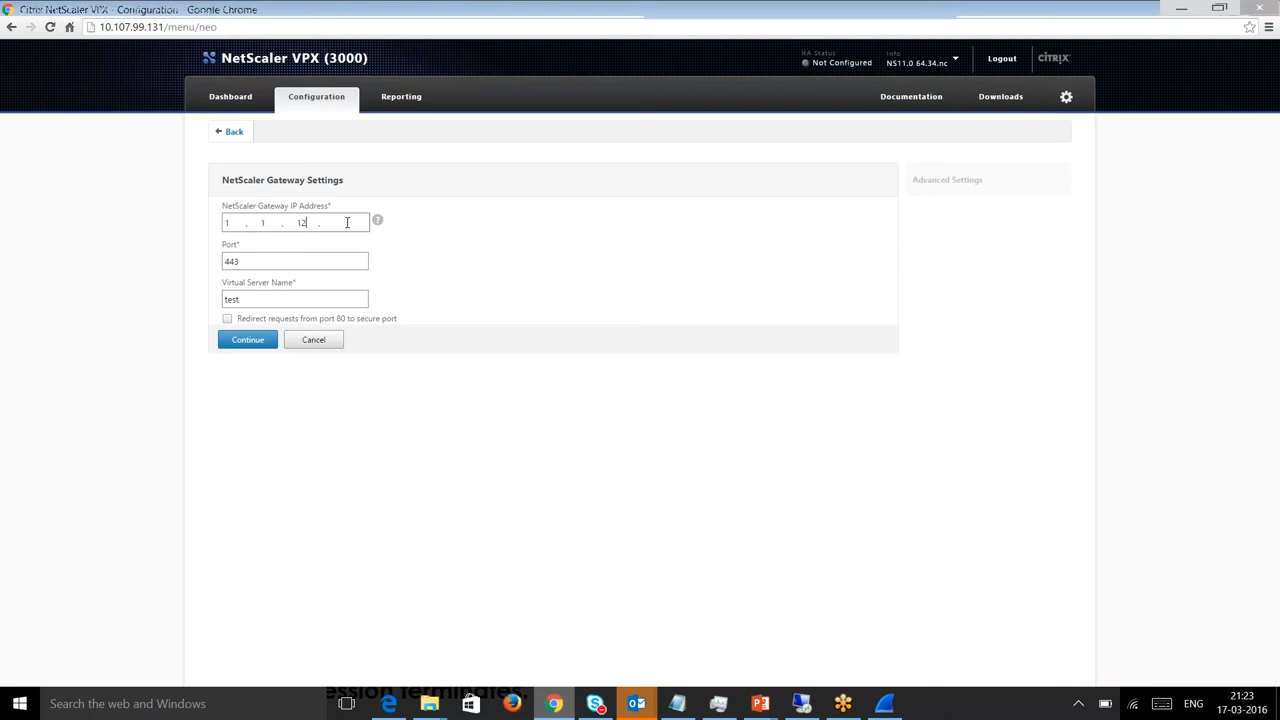 Citrix NetScaler VPX - Configuration - Google Chrome
10.107.99.131/menu/neo
NetScaler VPX (3000)
HA Status
Not Configured
Info
NS11.0 64.34.nc
Logout
CITRIX
Dashboard
Configuration
Reporting
Documentation
Downloads
Back
NetScaler Gateway Settings
Advanced Settings
NetScaler Gateway IP Address*
1 . 1 . 12 .
?
Port*
443
Virtual Server Name*
test
Redirect requests from port 80 to secure port
Continue
Cancel
ession terminates.
Search the web and Windows
ENG
21:23
17-03-2016